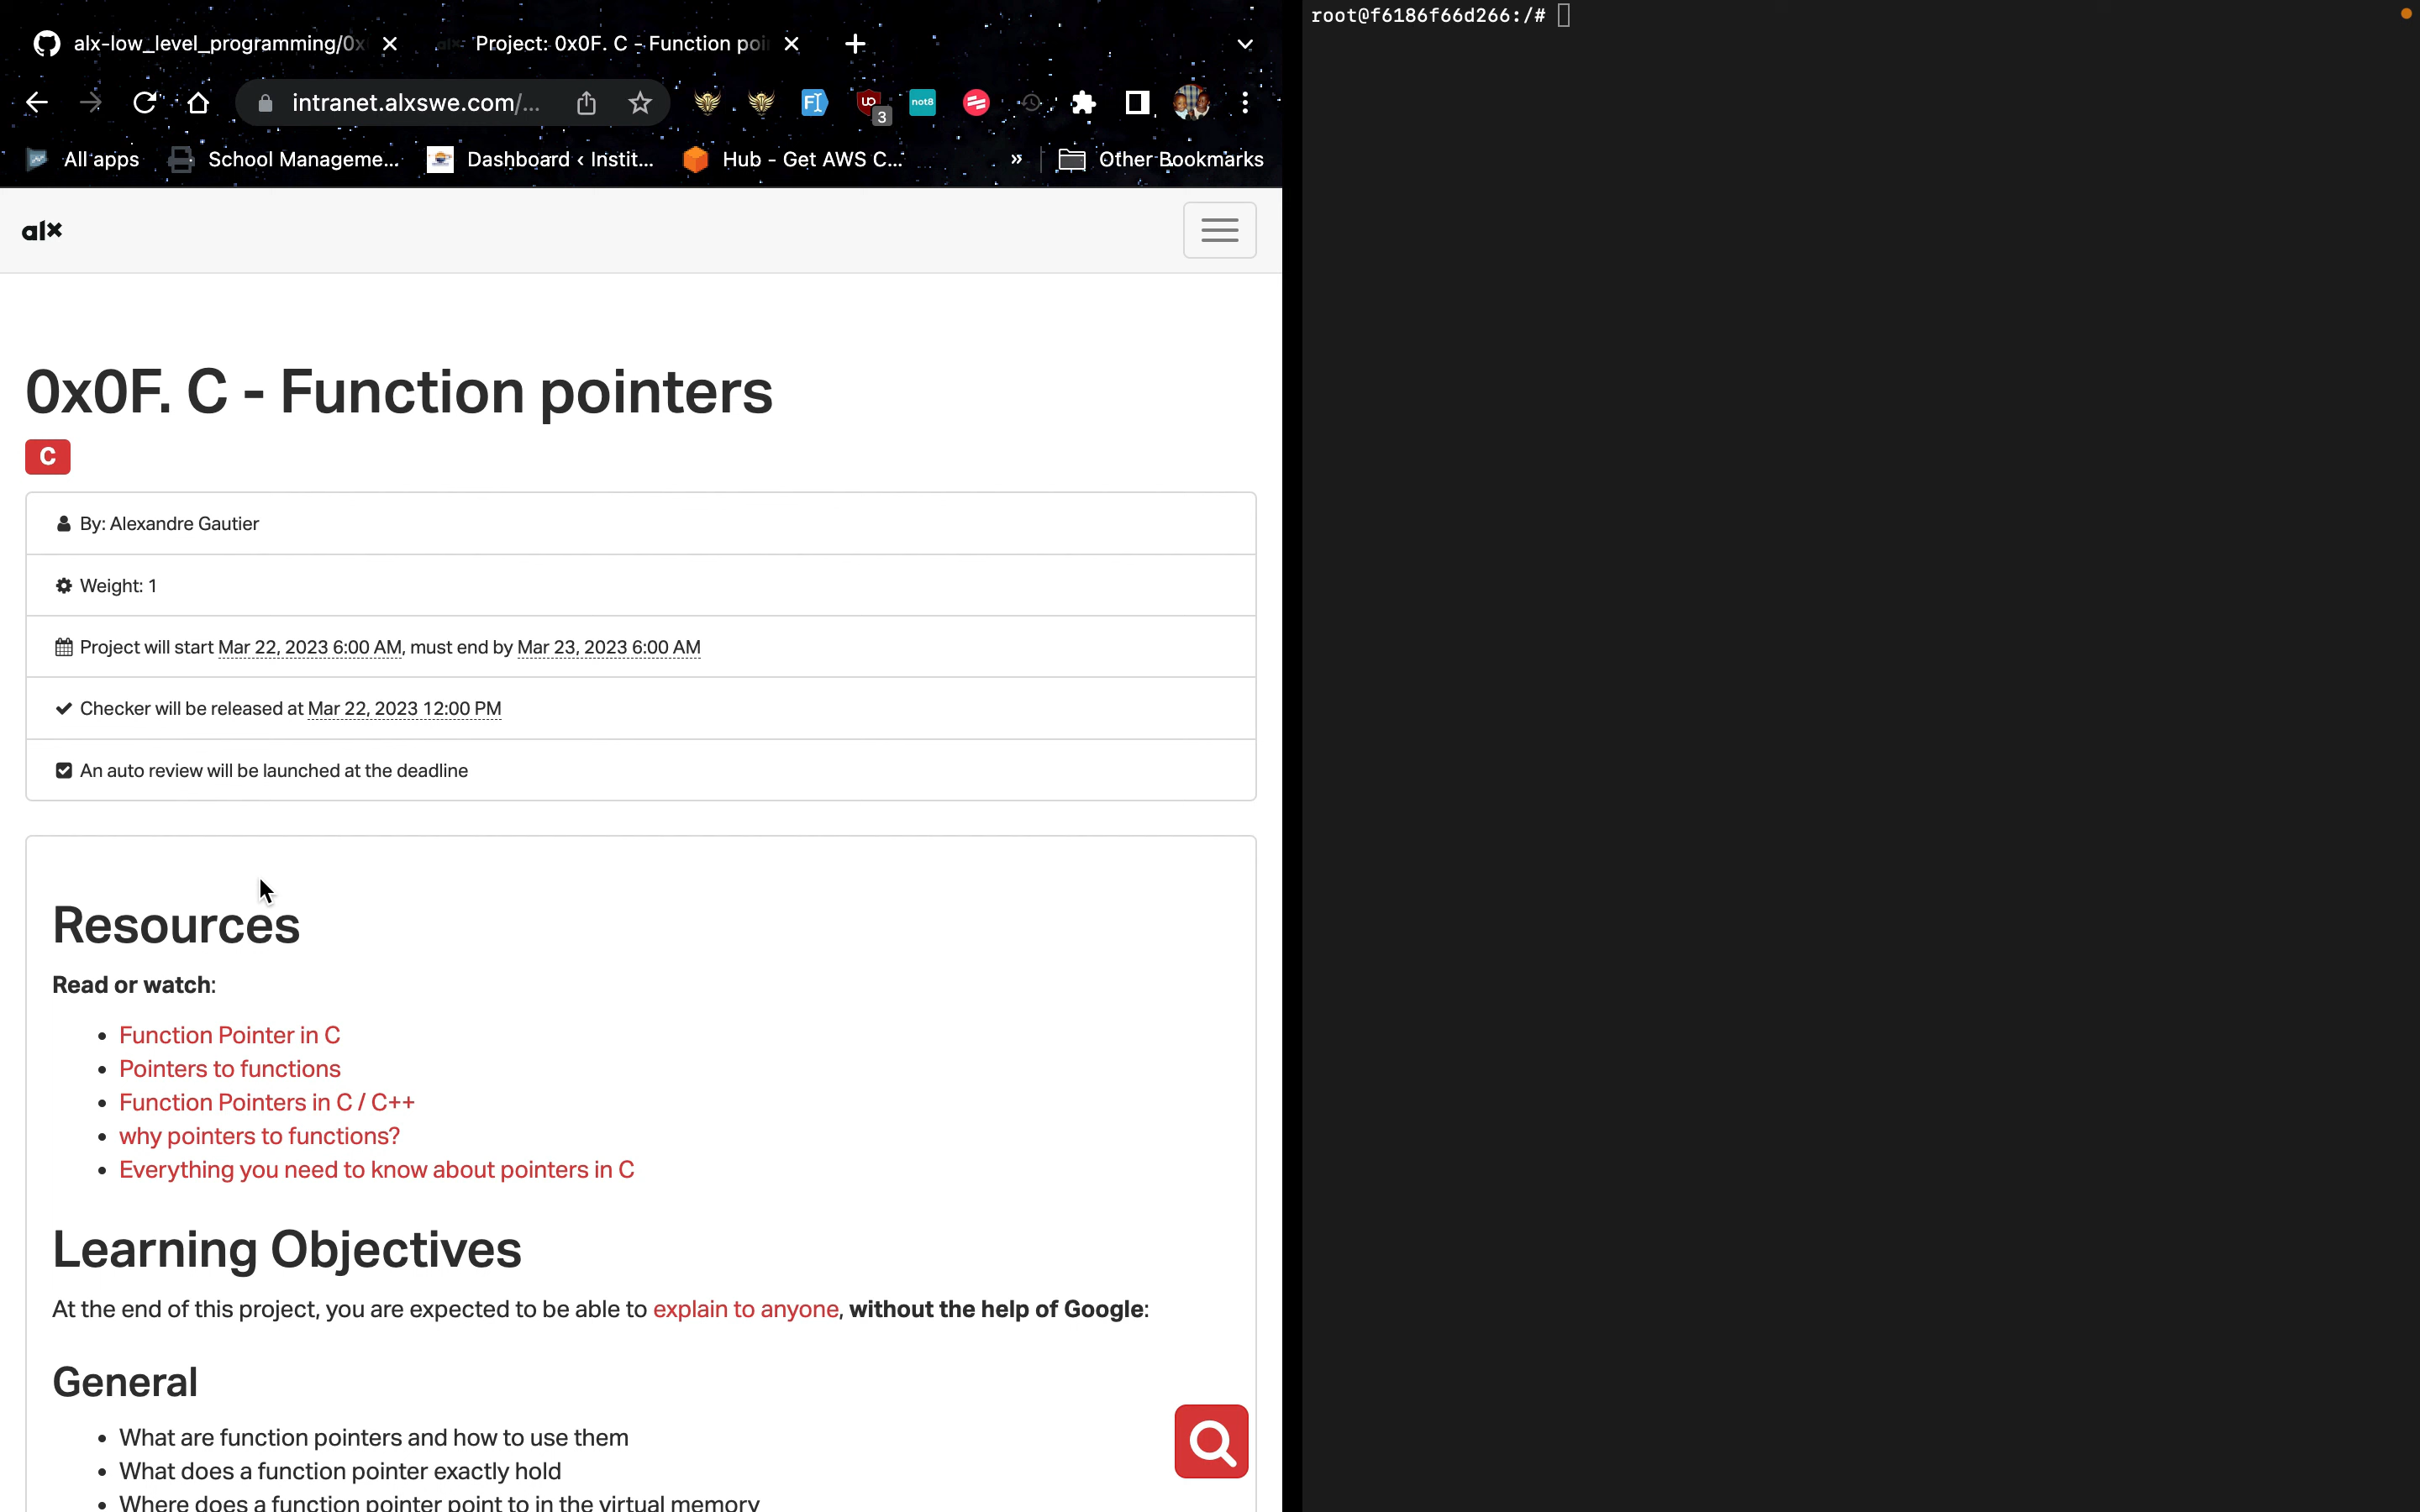 alx-low_level_programming/0x
Project: 0x0F. C - Function poi
root@f6186f66d266:/#
intranet.alxswe.com/...
UD
3
not8
All apps
School Manageme...
Dashboard ‹ Instit...
Hub - Get AWS C...
»
Other Bookmarks
alx
0x0F. C - Function pointers
C
By: Alexandre Gautier
Weight: 1
Project will start Mar 22, 2023 6:00 AM, must end by Mar 23, 2023 6:00 AM
Checker will be released at Mar 22, 2023 12:00 PM
An auto review will be launched at the deadline
Resources
Read or watch:
• Function Pointer in C
• Pointers to functions
• Function Pointers in C / C++
• why pointers to functions?
• Everything you need to know about pointers in C
Learning Objectives
At the end of this project, you are expected to be able to explain to anyone, without the help of Google:
General
• What are function pointers and how to use them
• What does a function pointer exactly hold
• Where does a function pointer point to in the virtual memory